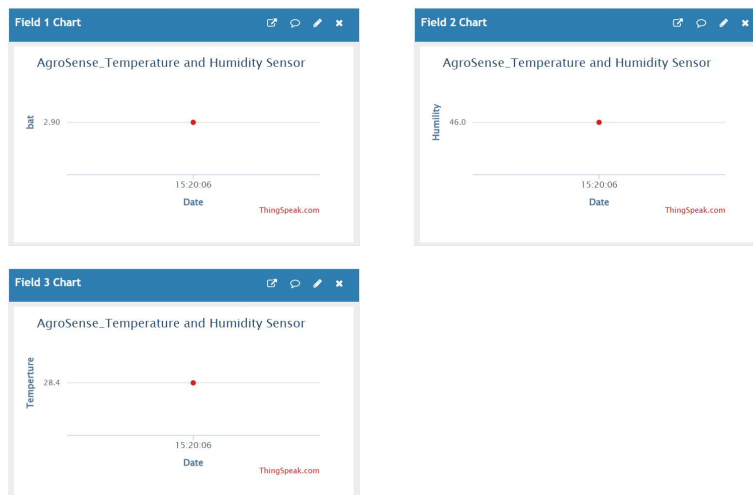 Field 1 Chart
AgroSense_Temperature and Humidity Sensor
bat
2.90
15:20:06
Date
ThingSpeak.com
Field 2 Chart
AgroSense_Temperature and Humidity Sensor
Humility
46.0
15:20:06
Date
ThingSpeak.com
Field 3 Chart
AgroSense_Temperature and Humidity Sensor
Temperture
28.4
15:20:06
Date
ThingSpeak.com